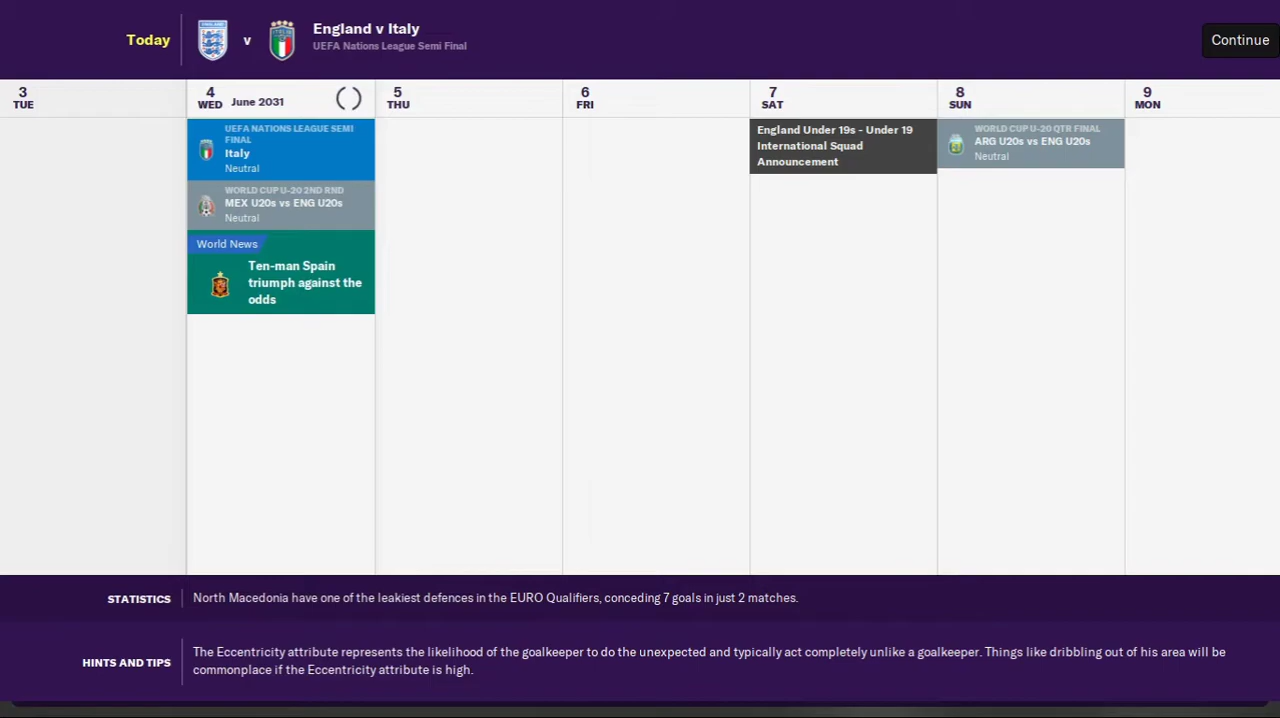 Today
v
England v Italy
UEFA Nations League Semi Final
Continue
3
TUE
4
WED June 2031
5
THU
6
FRI
7
SAT
8
SUN
9
MON
UEFA NATIONS LEAGUE SEMI
FINAL
Italy
Neutral
WORLD CUP U-20 2ND RND
MEX U20s vs ENG U20s
Neutral
World News
Ten-man Spain
triumph against the
odds
England Under 19s - Under 19
International Squad
Announcement
WORLD CUP U-20 QTR FINAL
ARG U20s vs ENG U20s
Neutral
STATISTICS
North Macedonia have one of the leakiest defences in the EURO Qualifiers, conceding 7 goals in just 2 matches.
HINTS AND TIPS
The Eccentricity attribute represents the likelihood of the goalkeeper to do the unexpected and typically act completely unlike a goalkeeper. Things like dribbling out of his area will be
commonplace if the Eccentricity attribute is high.